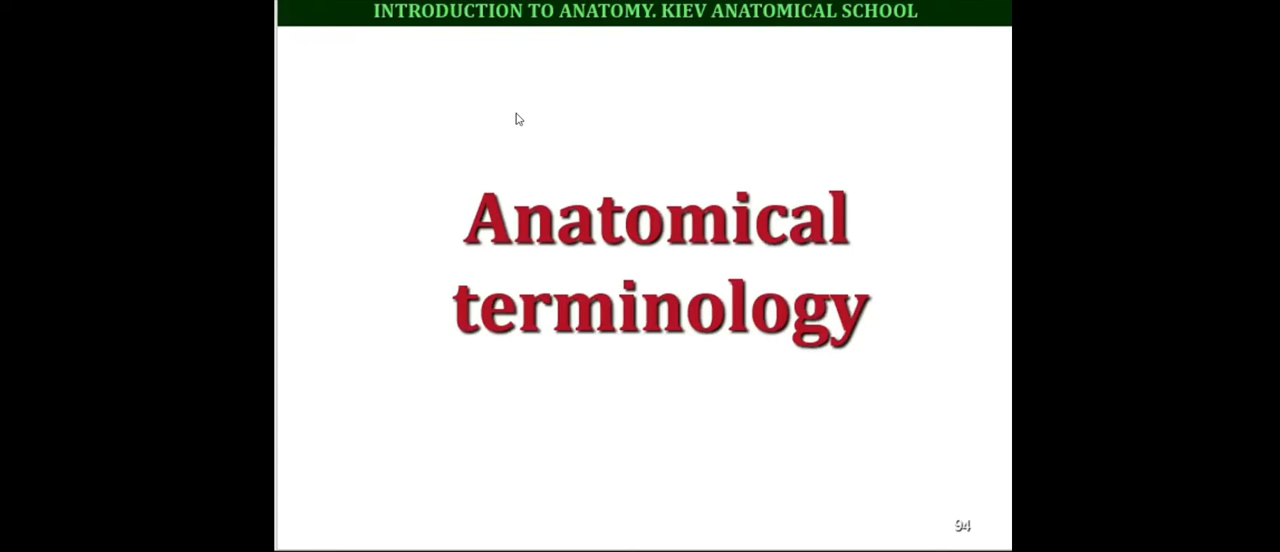 INTRODUCTION TO ANATOMY. KIEV ANATOMICAL SCHOOL
Anatomical
terminology
94